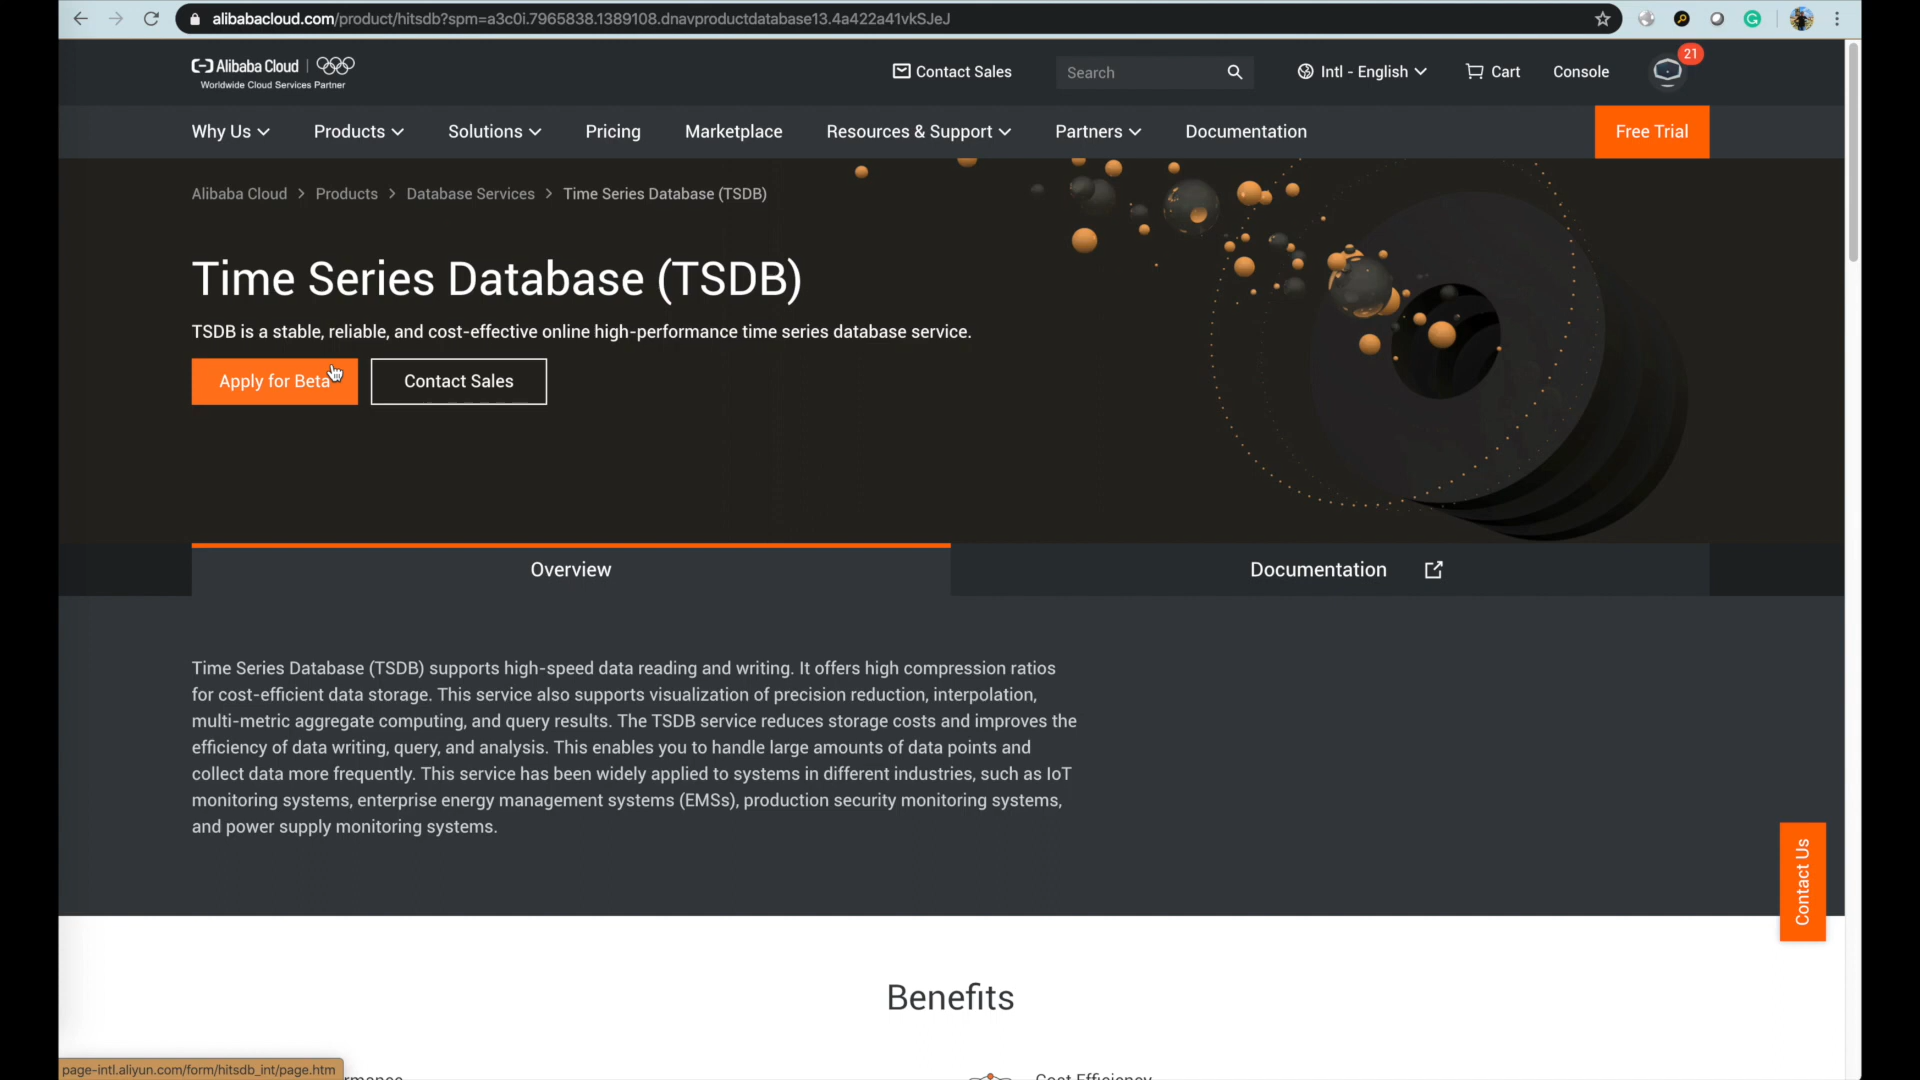 alibabacloud.com/product/hitsdb?spm=a3c0i.7965838.1389108.dnavproductdatabase13.4a422a41vkSJeJ
Alibaba Cloud
Worldwide Cloud Services Partner
Contact Sales
Search
Intl - English
Cart
Console
21
Why Us
Products
Solutions
Pricing
Marketplace
Resources & Support
Partners
Documentation
Free Trial
Alibaba Cloud > Products > Database Services > Time Series Database (TSDB)
Time Series Database (TSDB)
TSDB is a stable, reliable, and cost-effective online high-performance time series database service.
Apply for Beta
Contact Sales
Overview
Documentation
Time Series Database (TSDB) supports high-speed data reading and writing. It offers high compression ratios
for cost-efficient data storage. This service also supports visualization of precision reduction, interpolation,
multi-metric aggregate computing, and query results. The TSDB service reduces storage costs and improves the
efficiency of data writing, query, and analysis. This enables you to handle large amounts of data points and
collect data more frequently. This service has been widely applied to systems in different industries, such as IoT
monitoring systems, enterprise energy management systems (EMSs), production security monitoring systems,
and power supply monitoring systems.
Contact Us
Benefits
page-intl.aliyun.com/form/hitsdb_int/page.htm
Cost Efficiency